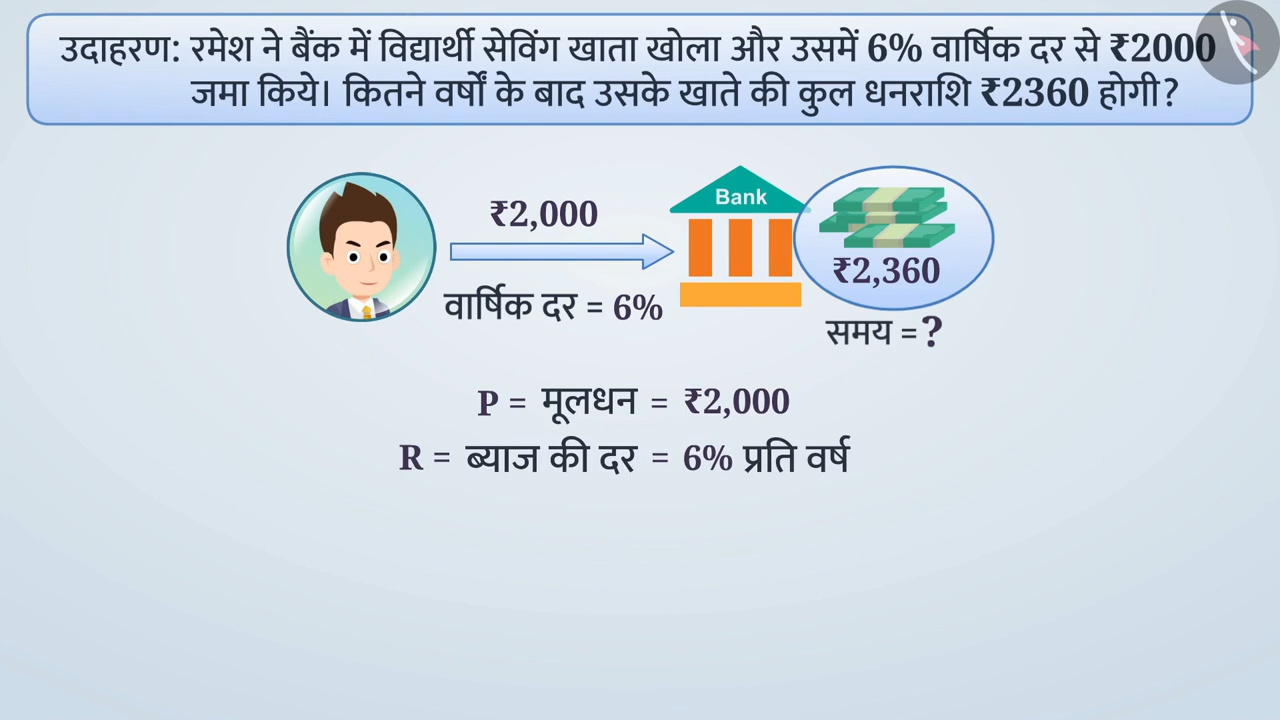 उदाहरण: रमेश ने बैंक में विद्यार्थी सेविंग खाता खोला और उसमें 6% वार्षिक दर से ₹2000
जमा किये। कितने वर्षों के बाद उसके खाते की कुल धनराशि ₹2360 होगी?
₹2,000
Bank
₹2,360
वार्षिक दर = 6%
समय = ?
P = मूलधन = ₹2,000
R = ब्याज की दर = 6% प्रति वर्ष